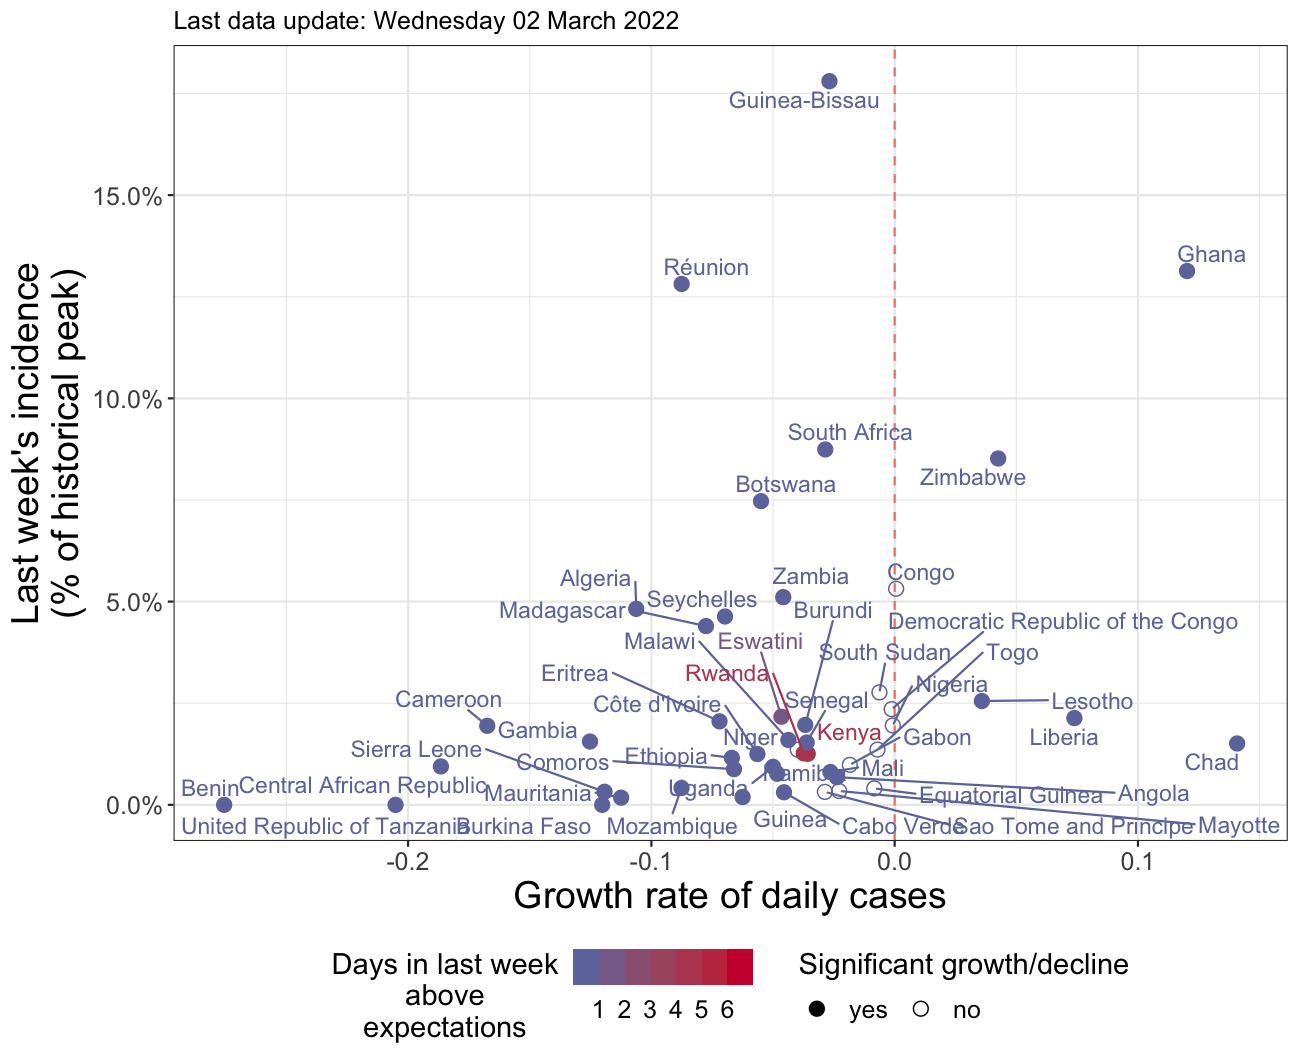 Last data update: Wednesday 02 March 2022
Guinea-Bissau
15.0%
Ghana
Réunion
10.0%
South Africa
Zimbabwe
Botswana
Congo
Algeria
Zambia
5.0%
Seychelles
Madagascar
Burundi
Democratic Republic of the Congo
Malawi
Eswatini
South Sudan
Togo
Eritrea
Rwanda
Nigeria
Cameroon
Côte d'Ivoire
Senegal
Lesotho
Gambia
Niger
Kenya
Gabon
Liberia
Sierra Leone
Ethiopia
Comoros
Chad
Mali
Benin
Central African Republic
Uganda
Mauritania
Equatorial Guinea
Angola
0.0%
United Republic of Tanzania
Burkina Faso
Mozambique
Guinea
Cabo Verde
Sao Tome and Principe
Mayotte
-0.2
-0.1
0.0
0.1
Growth rate of daily cases
Last week's incidence
(% of historical peak)
Days in last week
above
expectations
1 2 3 4 5 6
Significant growth/decline
yes
no